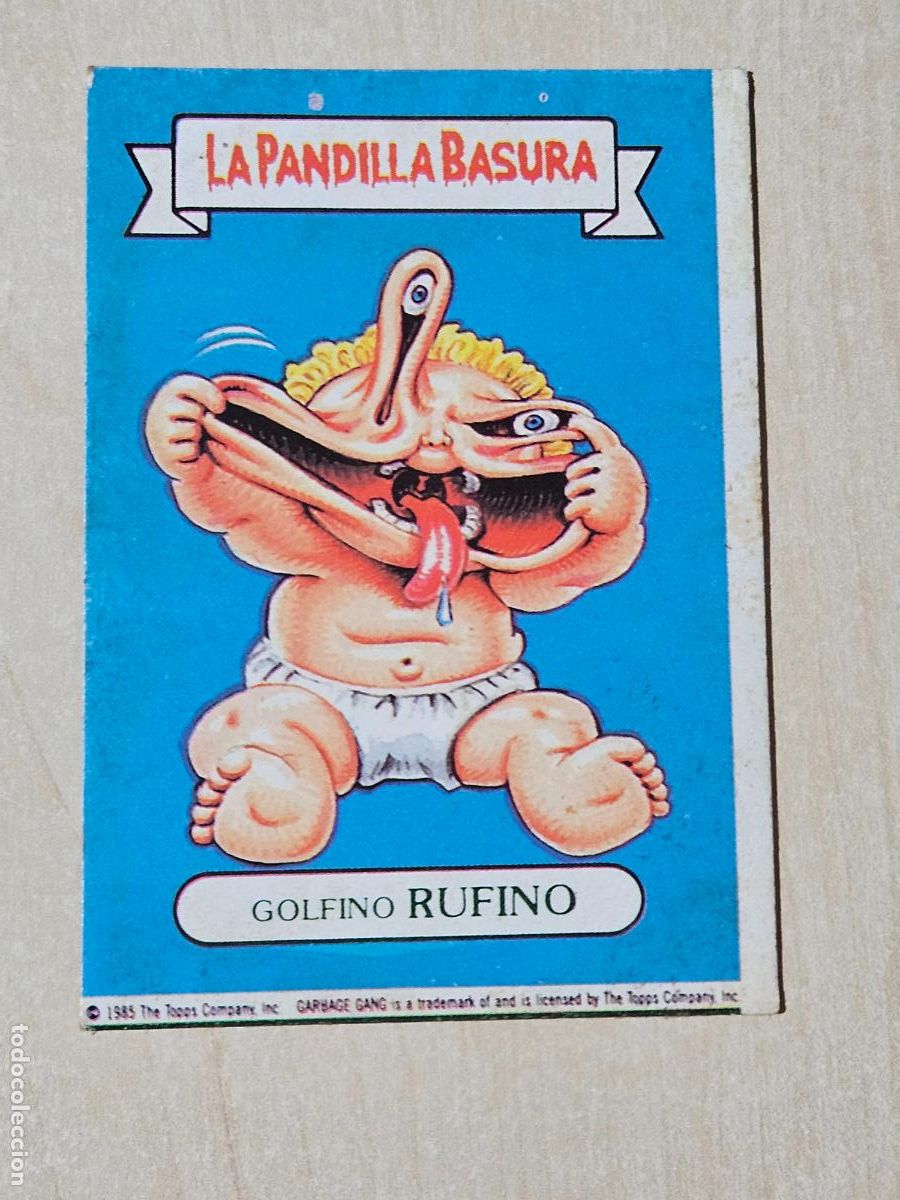 LA PANDILLA BASURA
GOLFINO RUFINO
© 1985 The Topps Company, Inc. GARBAGE GANG is a trademark of and is licensed by The Topps Company, Inc.
todocoleccion